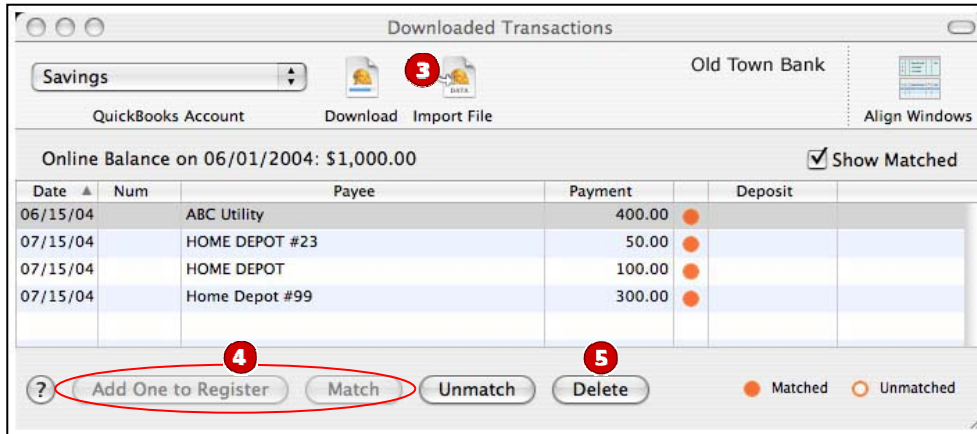 Downloaded Transactions
Savings
3
DATA
Old Town Bank
QuickBooks Account Download Import File Align Windows
Online Balance on 06/01/2004: $1,000.00 Show Matched
Date Num Payee Payment Deposit
06/15/04 ABC Utility 400.00
07/15/04 HOME DEPOT #23 50.00
07/15/04 HOME DEPOT 100.00
07/15/04 Home Depot #99 300.00
4 5
? Add One to Register Match Unmatch Delete Matched Unmatched